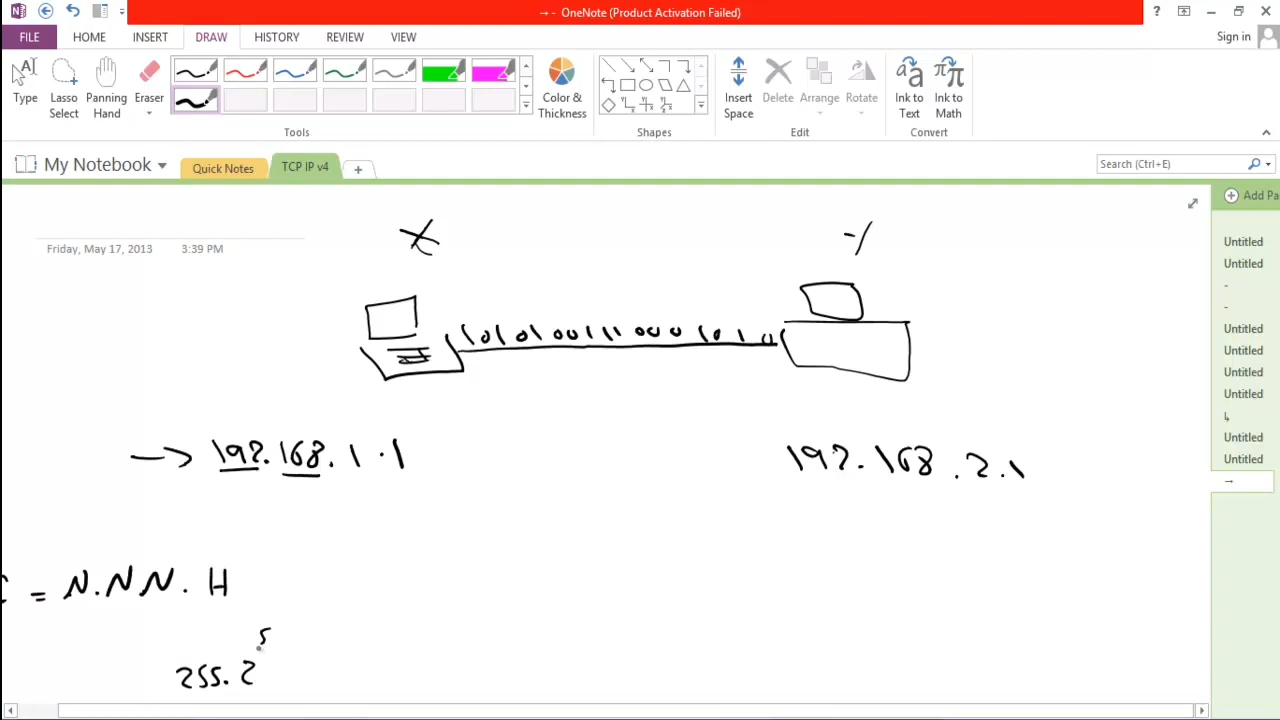 → - OneNote (Product Activation Failed)
?
Sign in
FILE HOME INSERT DRAW HISTORY REVIEW VIEW
Type
Lasso Select
Panning Hand
Eraser
Color & Thickness
Insert Space
Delete
Arrange
Rotate
Ink to Text
Ink to Math
Tools
Shapes
Edit
Convert
My Notebook
Quick Notes
TCP IP v4
+
Search (Ctrl+E)
Add Pa
Friday, May 17, 2013 3:39 PM
Untitled
Untitled
-
-
Untitled
Untitled
Untitled
Untitled
↳
Untitled
Untitled
→
→ 192.168.1.1
192.168.2.1
= N.N.N. H
5
255.2